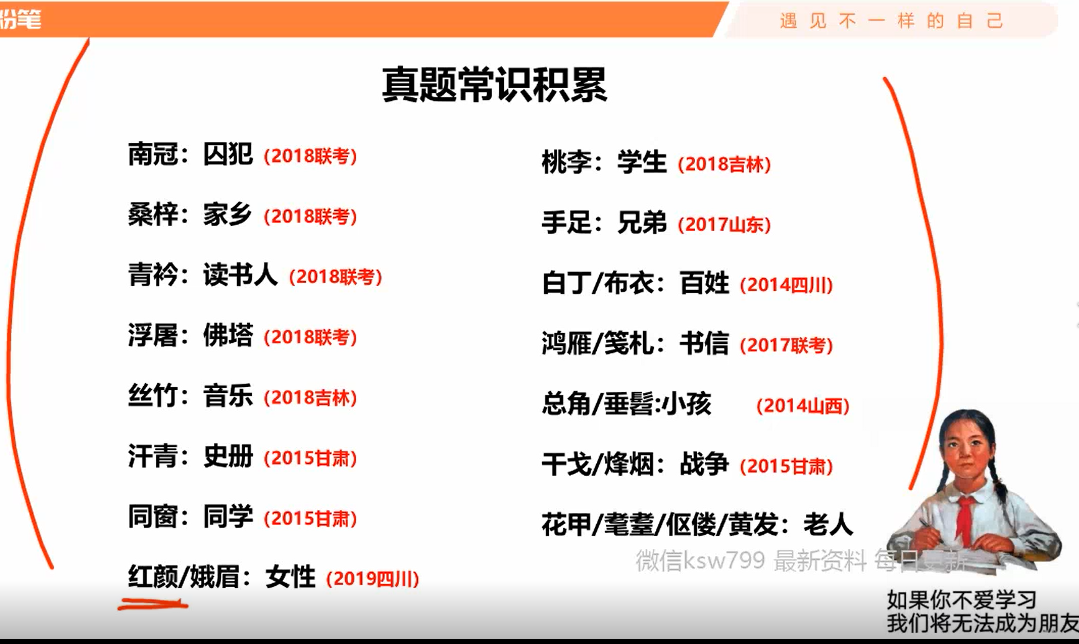 粉笔
遇见不一样的自己
真题常识积累
南冠：囚犯（2018联考）
桑梓：家乡（2018联考）
青衿：读书人（2018联考）
浮屠：佛塔（2018联考）
丝竹：音乐（2018吉林）
汗青：史册（2015甘肃）
同窗：同学（2015甘肃）
红颜/娥眉：女性（2019四川）
桃李：学生（2018吉林）
手足：兄弟（2017山东）
白丁/布衣：百姓（2014四川）
鸿雁/笺札：书信（2017联考）
总角/垂髫:小孩（2014山西）
干戈/烽烟：战争（2015甘肃）
花甲/耄耋/伛偻/黄发：老人
微信ksw799 最新资料 每日更新
如果你不爱学习
我们将无法成为朋友